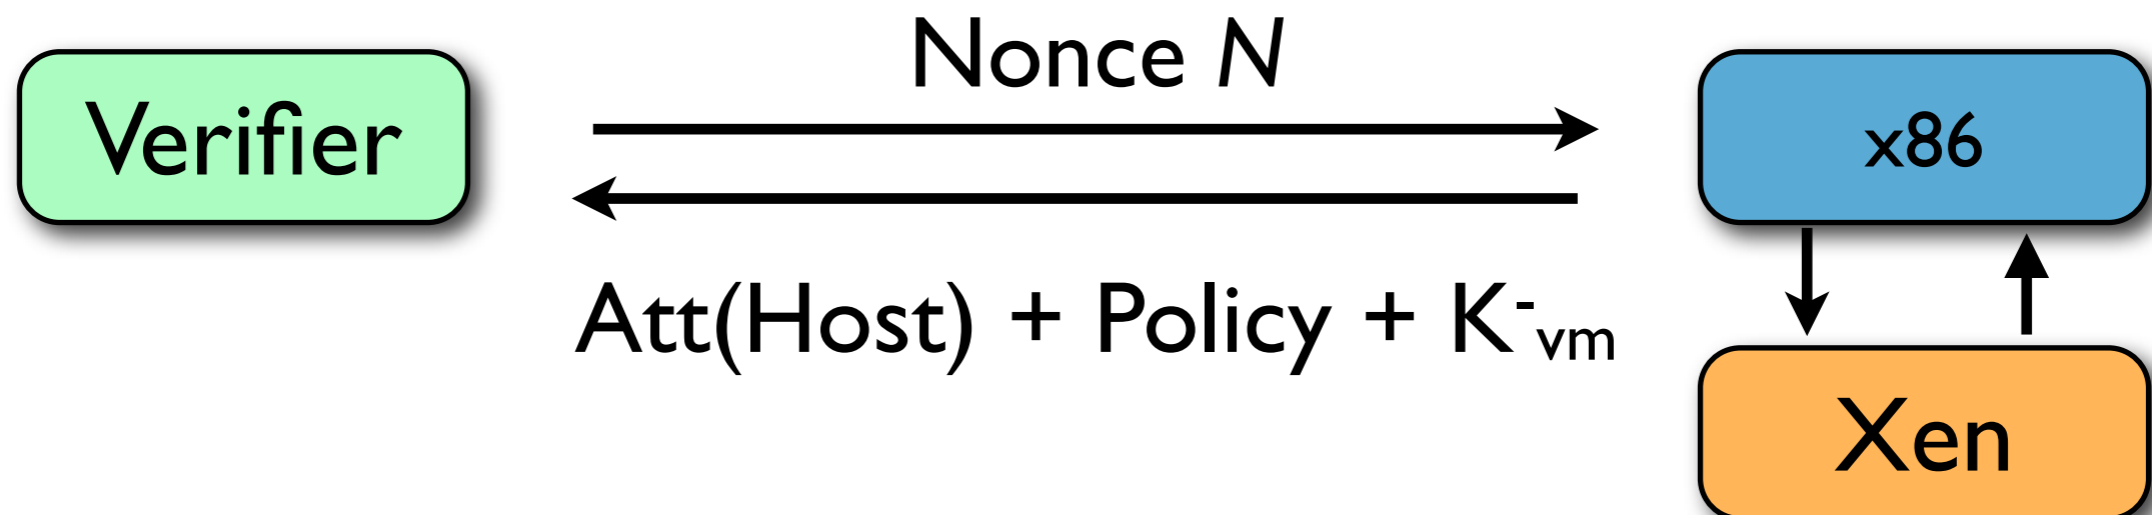 Nonce N
Verifier
x86
Att(Host) + Policy + K⁻vm
Xen